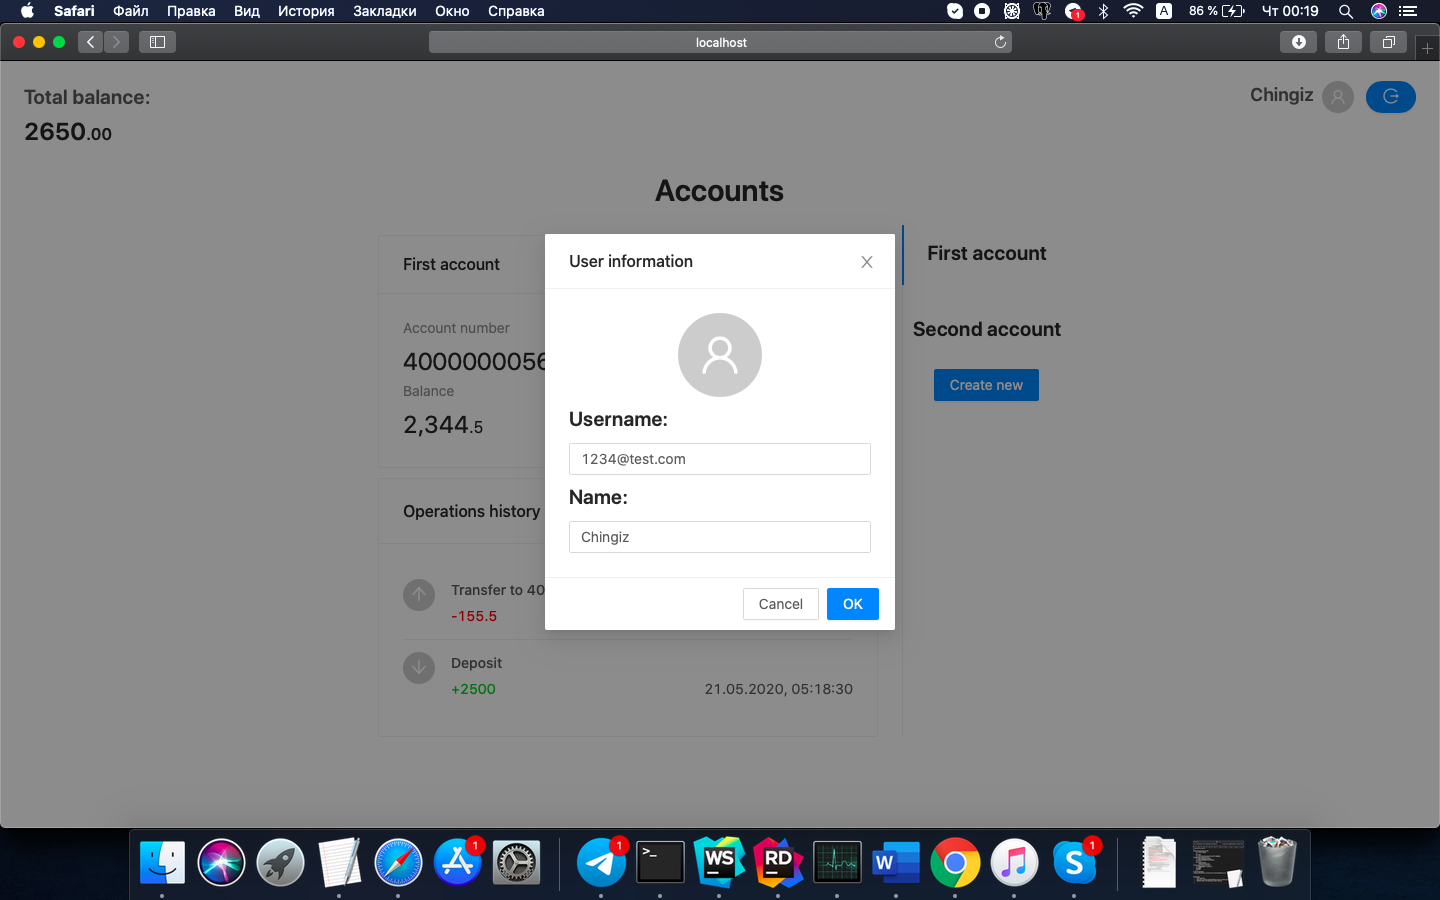 Safari Файл Правка Вид История Закладки Окно Справка
1 A 86 % Чт 00:19
localhost
Total balance:
2650.00
Chingiz
Accounts
First account
Account number
4000000056
Balance
2,344.5
Operations history
Transfer to 40
-155.5
Deposit
+2500
21.05.2020, 05:18:30
User information
Username:
1234@test.com
Name:
Chingiz
Cancel
OK
First account
Second account
Create new
1 1 >_ WS RD W S 1